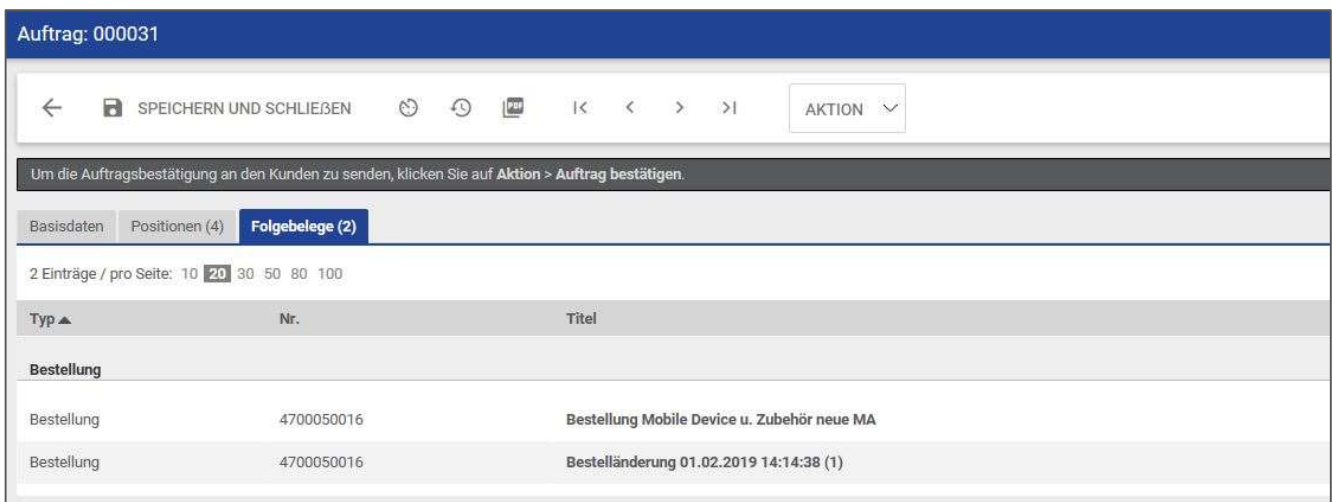 Auftrag: 000031
SPEICHERN UND SCHLIEßEN PDF AKTION
Um die Auftragsbestätigung an den Kunden zu senden, klicken Sie auf Aktion > Auftrag bestätigen.
Basisdaten Positionen (4) Folgebelege (2)
2 Einträge / pro Seite: 10 20 30 50 80 100
Typ Nr. Titel
Bestellung
Bestellung 4700050016 Bestellung Mobile Device u. Zubehör neue MA
Bestellung 4700050016 Bestelländerung 01.02.2019 14:14:38 (1)